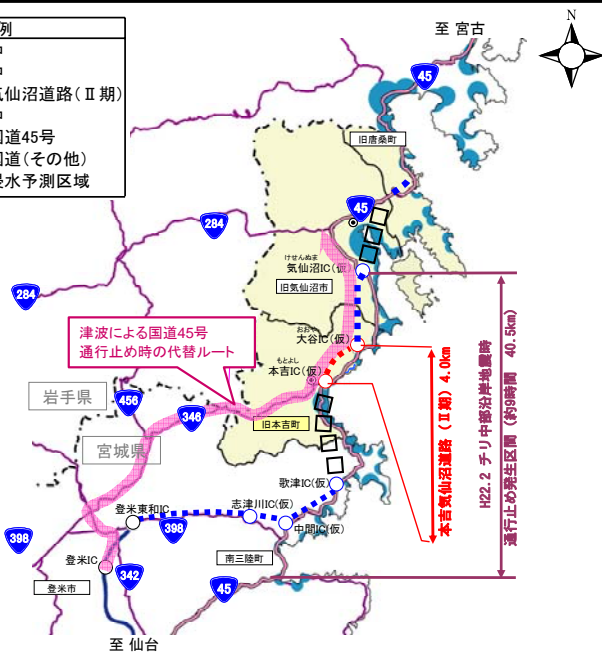 例
中
中
気仙沼道路(Ⅱ期)
中
国道45号
国道(その他)
浸水予測区域
至 宮古
N
45
旧唐桑町
45
284
けせんぬま
気仙沼IC(仮)
284
旧気仙沼市
おおや
大谷IC(仮)
津波による国道45号
通行止め時の代替ルート
もとよし
本吉IC(仮)
岩手県
456
346
旧本吉町
宮城県
歌津IC(仮)
志津川IC(仮)
登米東和IC
398
中間IC(仮)
398
登米IC
南三陸町
342
登米市
45
至 仙台
本吉気仙沼道路 (Ⅱ期) 4.0km
H22.2 チリ中部沿岸地震時
通行止め発生区間 (約9時間 40.5km)